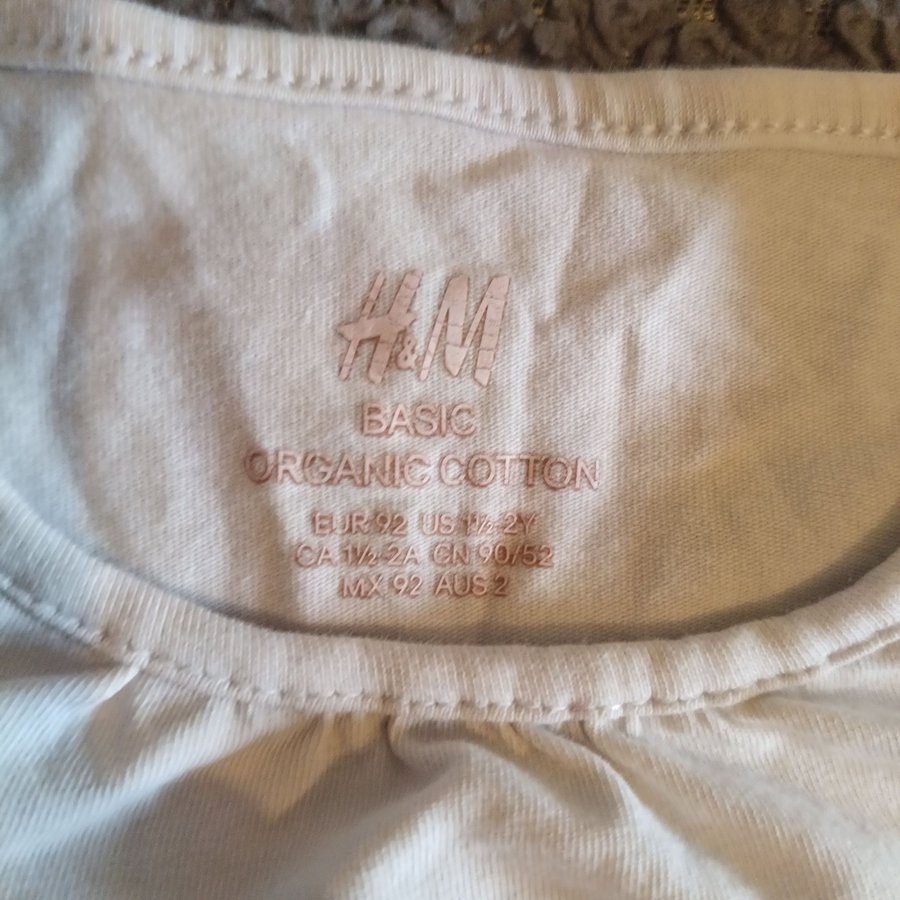 H&M
BASIC
ORGANIC COTTON
EUR 92 US 1½-2Y
CA 1½-2A CN 90/52
MX 92 AUS 2